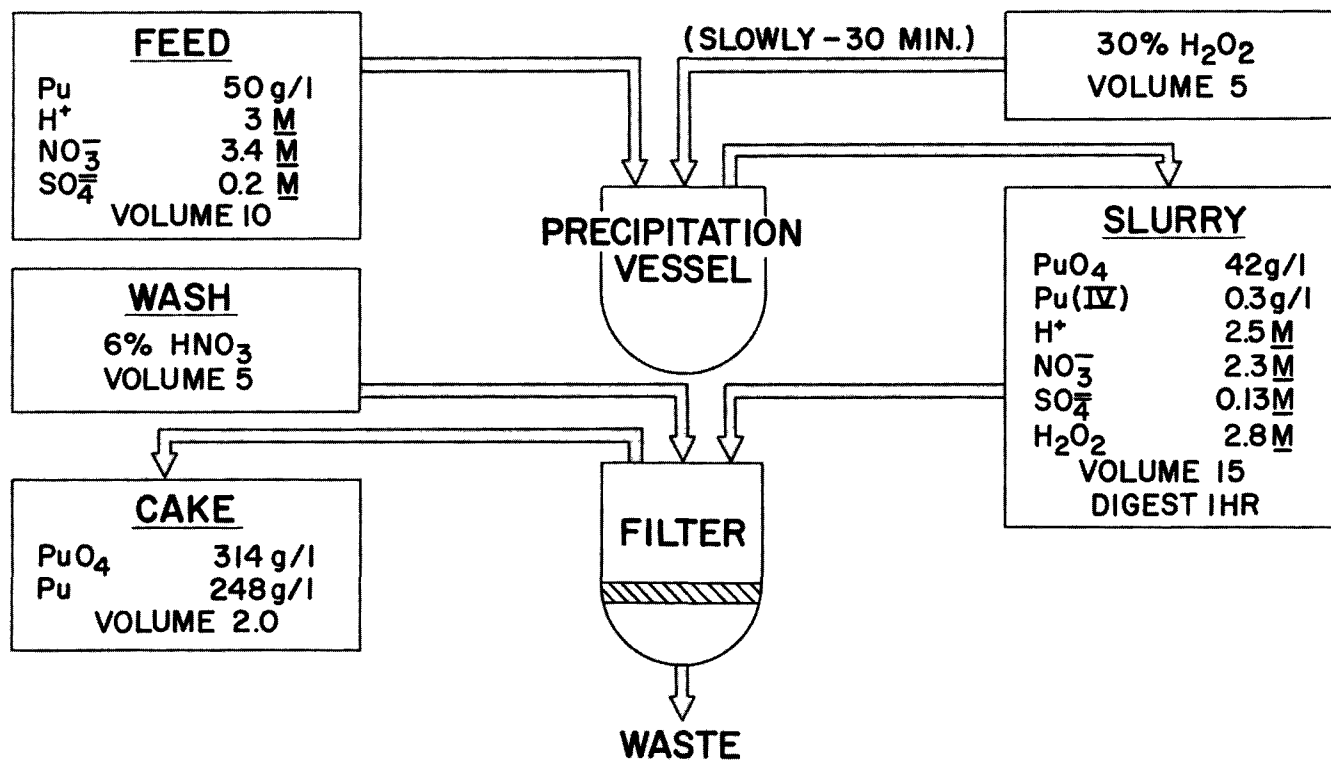 FEED
Pu 50 g/l
H⁺ 3 M
NO₃⁻ 3.4 M
SO₄⁼ 0.2 M
VOLUME 10
(SLOWLY – 30 MIN.)
30% H₂O₂
VOLUME 5
PRECIPITATION
VESSEL
SLURRY
PuO₄ 42 g/l
Pu(IV) 0.3 g/l
H⁺ 2.5 M
NO₃⁻ 2.3 M
SO₄⁼ 0.13 M
H₂O₂ 2.8 M
VOLUME 15
DIGEST 1HR
WASH
6% HNO₃
VOLUME 5
CAKE
PuO₄ 314 g/l
Pu 248 g/l
VOLUME 2.0
FILTER
WASTE